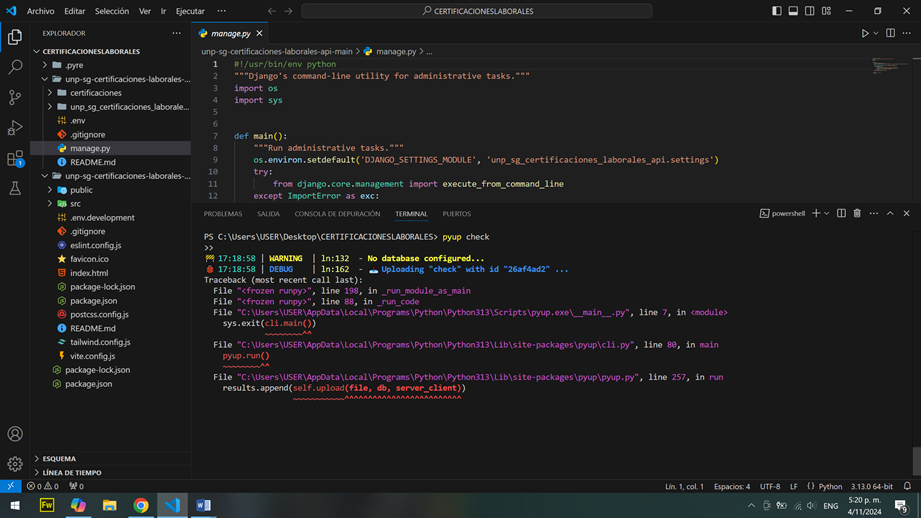 Archivo Editar Selección Ver Ir Ejecutar ···
CERTIFICACIONESLABORALES
EXPLORADOR ···
CERTIFICACIONESLABORALES
.pyre
unp-sg-certificaciones-laborales-...
certificaciones
unp_sg_certificaciones_laborale...
.env
.gitignore
manage.py
README.md
unp-sg-certificaciones-laborales-...
public
src
.env.development
.gitignore
eslint.config.js
favicon.ico
index.html
package-lock.json
package.json
postcss.config.js
README.md
tailwind.config.js
vite.config.js
package-lock.json
package.json
ESQUEMA
LÍNEA DE TIEMPO
1
manage.py
unp-sg-certificaciones-laborales-api-main > manage.py > ...
1 #!/usr/bin/env python
2 """Django's command-line utility for administrative tasks."""
3 import os
4 import sys
5
6
7 def main():
8 """Run administrative tasks."""
9 os.environ.setdefault('DJANGO_SETTINGS_MODULE', 'unp_sg_certificaciones_laborales_api.settings')
10 try:
11 from django.core.management import execute_from_command_line
12 except ImportError as exc:
PROBLEMAS SALIDA CONSOLA DE DEPURACIÓN TERMINAL PUERTOS
powershell
PS C:\Users\USER\Desktop\CERTIFICACIONESLABORALES> pyup check
>>
17:18:58 | WARNING | ln:132 - No database configured...
17:18:58 | DEBUG | ln:162 - Uploading "check" with id "26af4ad2" ...
Traceback (most recent call last):
File "<frozen runpy>", line 198, in _run_module_as_main
File "<frozen runpy>", line 88, in _run_code
File "C:\Users\USER\AppData\Local\Programs\Python\Python313\Scripts\pyup.exe\__main__.py", line 7, in <module>
sys.exit(cli.main())
~~~~~~~~^^
File "C:\Users\USER\AppData\Local\Programs\Python\Python313\Lib\site-packages\pyup\cli.py", line 80, in main
pyup.run()
~~~~~~~~^^
File "C:\Users\USER\AppData\Local\Programs\Python\Python313\Lib\site-packages\pyup\pyup.py", line 257, in run
results.append(self.upload(file, db, server_client))
~~~~~~~~~~~^^^^^^^^^^^^^^^^^^^^^^^^^
0 0 0
Lín. 1, col. 1 Espacios: 4 UTF-8 LF Python 3.13.0 64-bit
Fw
ENG
5:20 p. m.
4/11/2024
9